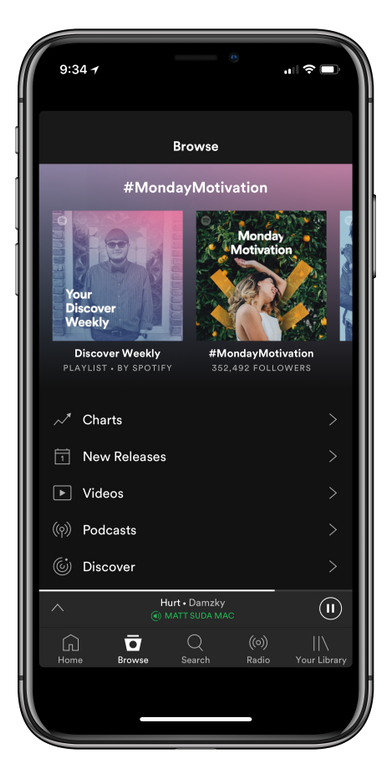 9:34
Browse
#MondayMotivation
Your
Discover
Weekly
Monday
Motivation
Discover Weekly
PLAYLIST • BY SPOTIFY
#MondayMotivation
352,492 FOLLOWERS
Charts
1
New Releases
Videos
Podcasts
Discover
Hurt • Damzky
MATT SUDA MAC
Home
Browse
Search
Radio
Your Library